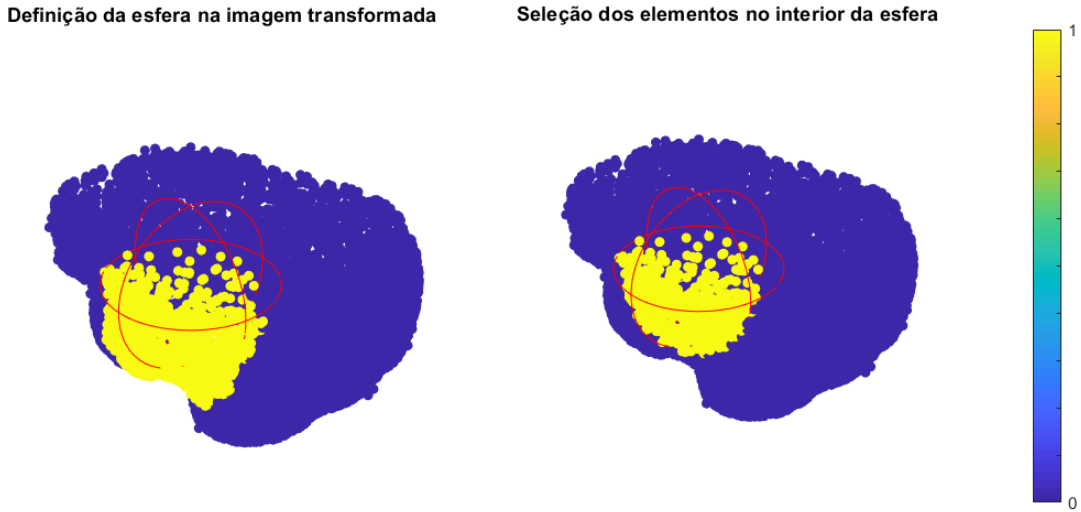 Definição da esfera na imagem transformada
Seleção dos elementos no interior da esfera
1
0